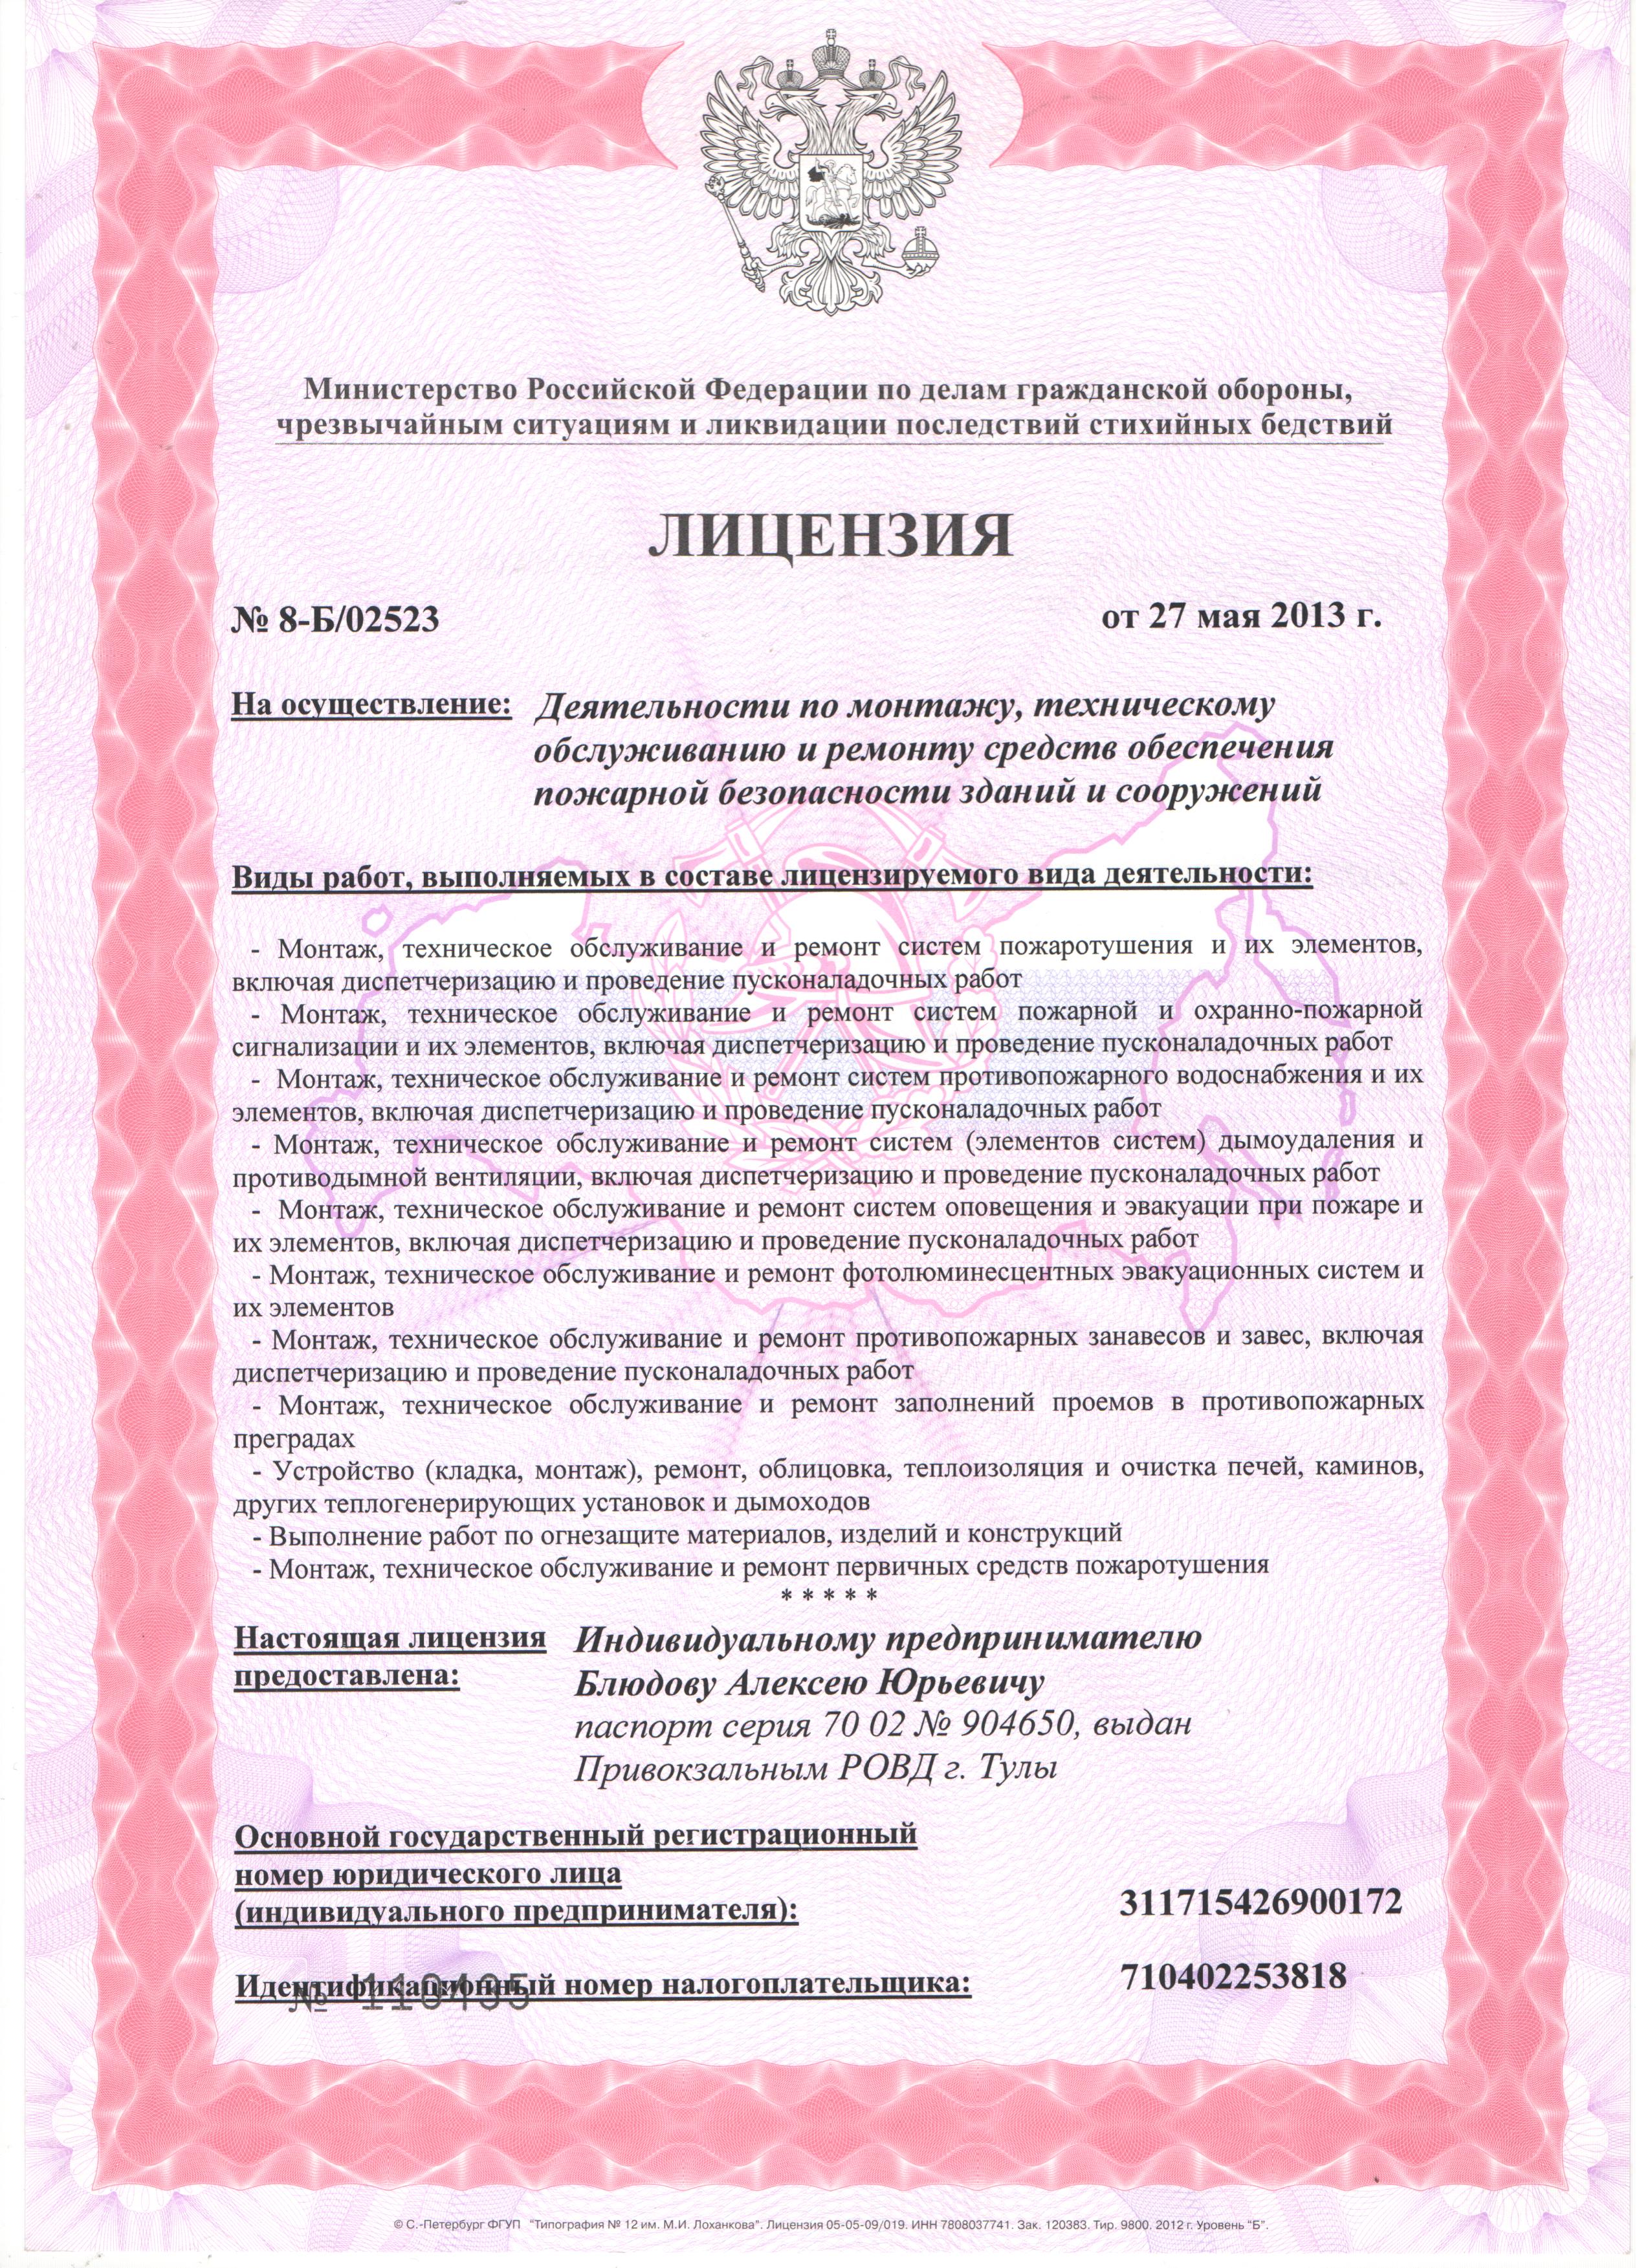 Министерство Российской Федерации по делам гражданской обороны,
чрезвычайным ситуациям и ликвидации последствий стихийных бедствий
ЛИЦЕНЗИЯ
№ 8-Б/02523 от 27 мая 2013 г.
На осуществление: Деятельности по монтажу, техническому
обслуживанию и ремонту средств обеспечения
пожарной безопасности зданий и сооружений
Виды работ, выполняемых в составе лицензируемого вида деятельности:
- Монтаж, техническое обслуживание и ремонт систем пожаротушения и их элементов,
включая диспетчеризацию и проведение пусконаладочных работ
- Монтаж, техническое обслуживание и ремонт систем пожарной и охранно-пожарной
сигнализации и их элементов, включая диспетчеризацию и проведение пусконаладочных работ
- Монтаж, техническое обслуживание и ремонт систем противопожарного водоснабжения и их
элементов, включая диспетчеризацию и проведение пусконаладочных работ
- Монтаж, техническое обслуживание и ремонт систем (элементов систем) дымоудаления и
противодымной вентиляции, включая диспетчеризацию и проведение пусконаладочных работ
- Монтаж, техническое обслуживание и ремонт систем оповещения и эвакуации при пожаре и
их элементов, включая диспетчеризацию и проведение пусконаладочных работ
- Монтаж, техническое обслуживание и ремонт фотолюминесцентных эвакуационных систем и
их элементов
- Монтаж, техническое обслуживание и ремонт противопожарных занавесов и завес, включая
диспетчеризацию и проведение пусконаладочных работ
- Монтаж, техническое обслуживание и ремонт заполнений проемов в противопожарных
преградах
- Устройство (кладка, монтаж), ремонт, облицовка, теплоизоляция и очистка печей, каминов,
других теплогенерирующих установок и дымоходов
- Выполнение работ по огнезащите материалов, изделий и конструкций
- Монтаж, техническое обслуживание и ремонт первичных средств пожаротушения
* * * * *
Настоящая лицензия Индивидуальному предпринимателю
предоставлена: Блюдову Алексею Юрьевичу
паспорт серия 70 02 № 904650, выдан
Привокзальным РОВД г. Тулы
Основной государственный регистрационный
номер юридического лица
(индивидуального предпринимателя): 311715426900172
Идентификационный номер налогоплательщика: 710402253818
№
© С.-Петербург ФГУП "Типография № 12 им. М.И. Лоханкова". Лицензия 05-05-09/019. ИНН 7808037741. Зак. 120383. Тир. 9800. 2012 г. Уровень "Б".